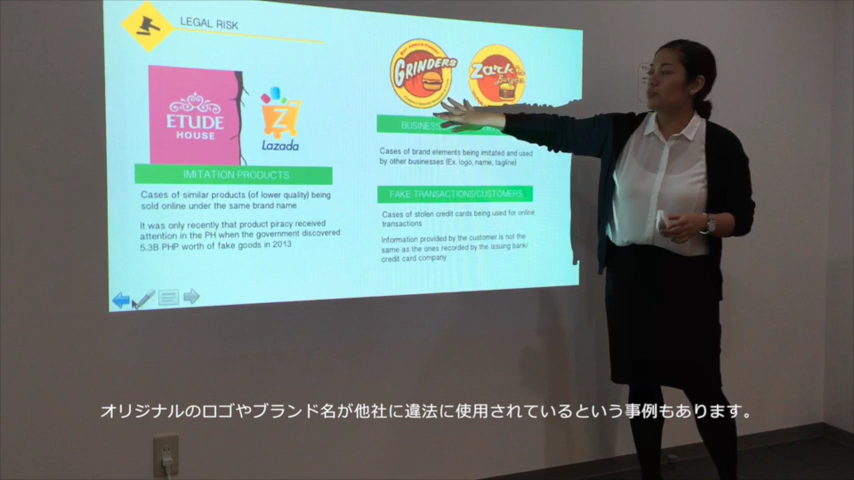 LEGAL RISK
ETUDE
HOUSE
Lazada
IMITATION PRODUCTS
Cases of similar products (of lower quality) being
sold online under the same brand name
It was only recently that product piracy received
attention in the PH when the government discovered
5.3B PHP worth of fake goods in 2013
GRINDERS
Zark's
Burgers
Cases of brand elements being imitated and used
by other businesses (Ex. logo, name, tagline)
FAKE TRANSACTIONS/CUSTOMERS
Cases of stolen credit cards being used for online
transactions
Information provided by the customer is not the
same as the ones recorded by the issuing bank/
credit card company
オリジナルのロゴやブランド名が他社に違法に使用されているという事例もあります。